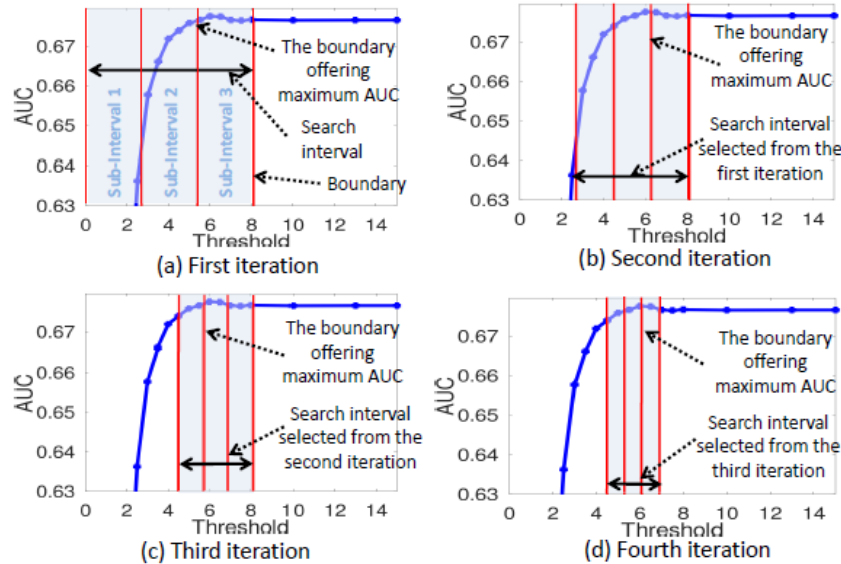 0.67
0.66
0.65
0.64
0.63
AUC
Sub-Interval 1
Sub-Interval 2
Sub-Interval 3
The boundary
offering
maximum AUC
Search
interval
Boundary
0 2 4 6 8 10 12 14
Threshold
(a) First iteration
0.67
0.66
0.65
0.64
0.63
AUC
The boundary
offering
maximum AUC
Search interval
selected from the
first iteration
0 2 4 6 8 10 12 14
Threshold
(b) Second iteration
0.67
0.66
0.65
0.64
0.63
AUC
The boundary
offering
maximum AUC
Search interval
selected from the
second iteration
0 2 4 6 8 10 12 14
Threshold
(c) Third iteration
0.67
0.66
0.65
0.64
0.63
AUC
The boundary
offering
maximum AUC
Search interval
selected from the
third iteration
0 2 4 6 8 10 12 14
Threshold
(d) Fourth iteration